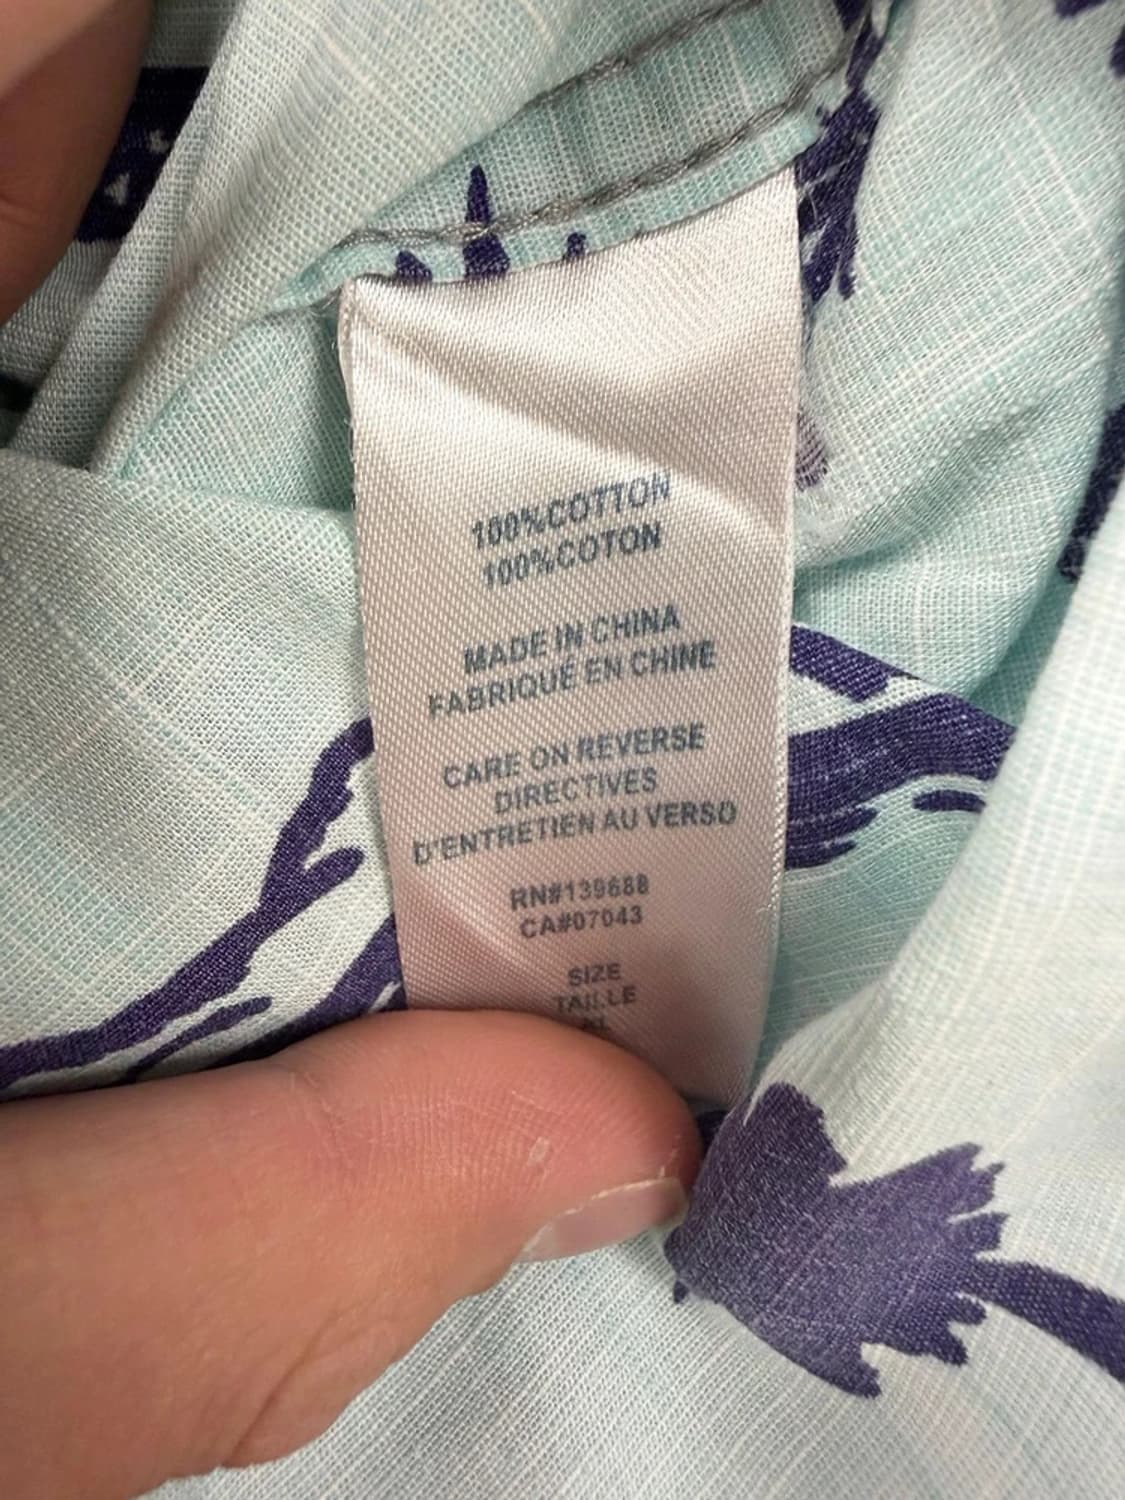 100%COTTON
100%COTON
MADE IN CHINA
FABRIQUÉ EN CHINE
CARE ON REVERSE
DIRECTIVES
D'ENTRETIEN AU VERSO
RN#139688
CA#07043
SIZE
TAILLE